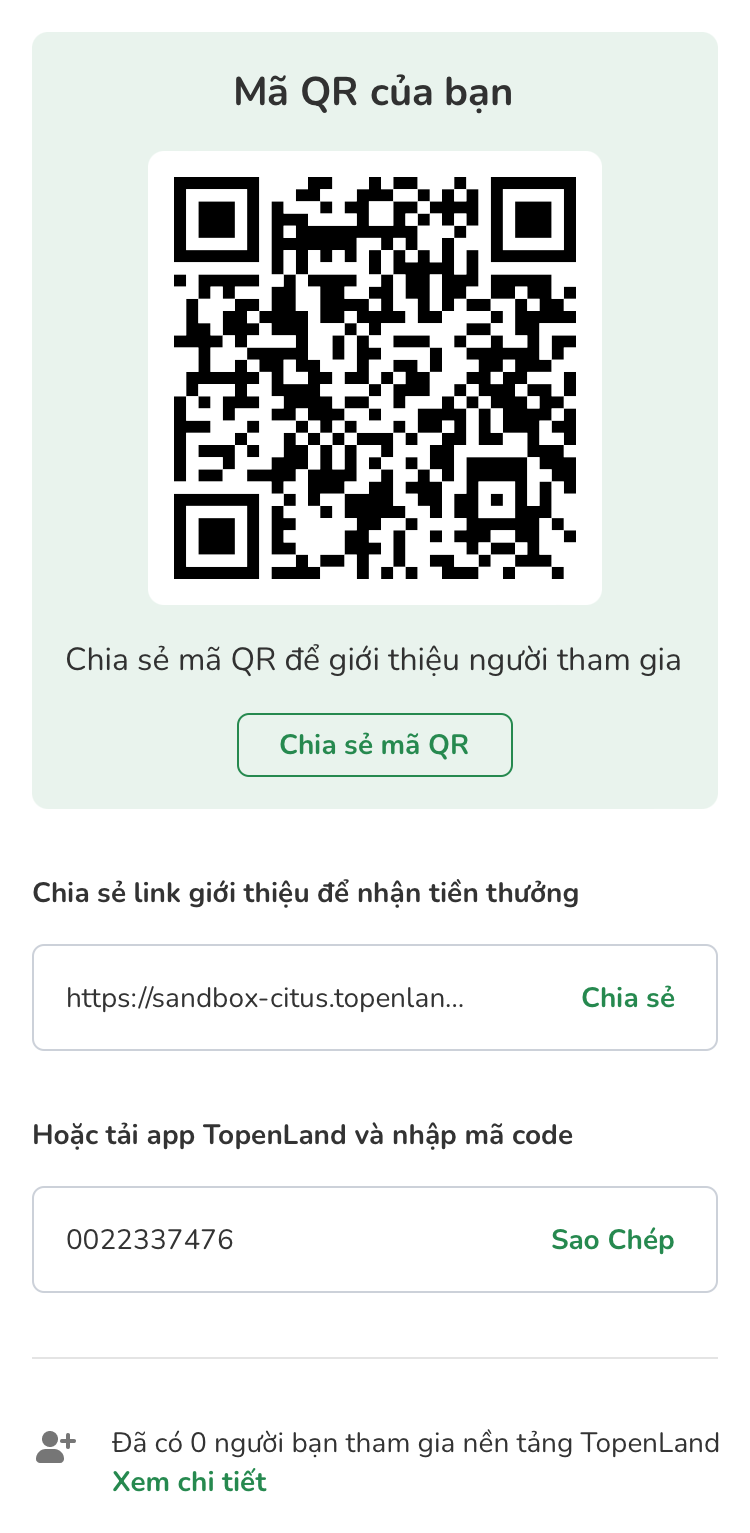 Mã QR của bạn
Chia sẻ mã QR để giới thiệu người tham gia
Chia sẻ mã QR
Chia sẻ link giới thiệu để nhận tiền thưởng
https://sandbox-citus.topenlan...
Chia sẻ
Hoặc tải app TopenLand và nhập mã code
0022337476
Sao Chép
Đã có 0 người bạn tham gia nền tảng TopenLand
Xem chi tiết